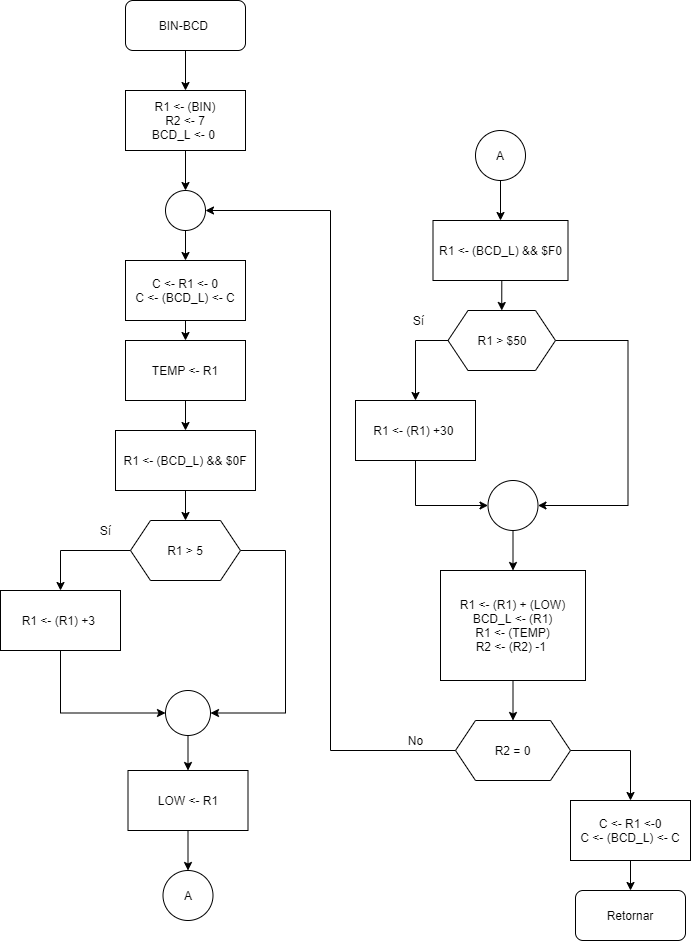 BIN-BCD
R1 <- (BIN)
R2 <- 7
BCD_L <- 0
C <- R1 <- 0
C <- (BCD_L) <- C
TEMP <- R1
R1 <- (BCD_L) && $0F
R1 > 5
Sí
R1 <- (R1) +3
LOW <- R1
A
A
R1 <- (BCD_L) && $F0
R1 > $50
Sí
R1 <- (R1) +30
R1 <- (R1) + (LOW)
BCD_L <- (R1)
R1 <- (TEMP)
R2 <- (R2) -1
R2 = 0
No
C <- R1 <-0
C <- (BCD_L) <- C
Retornar